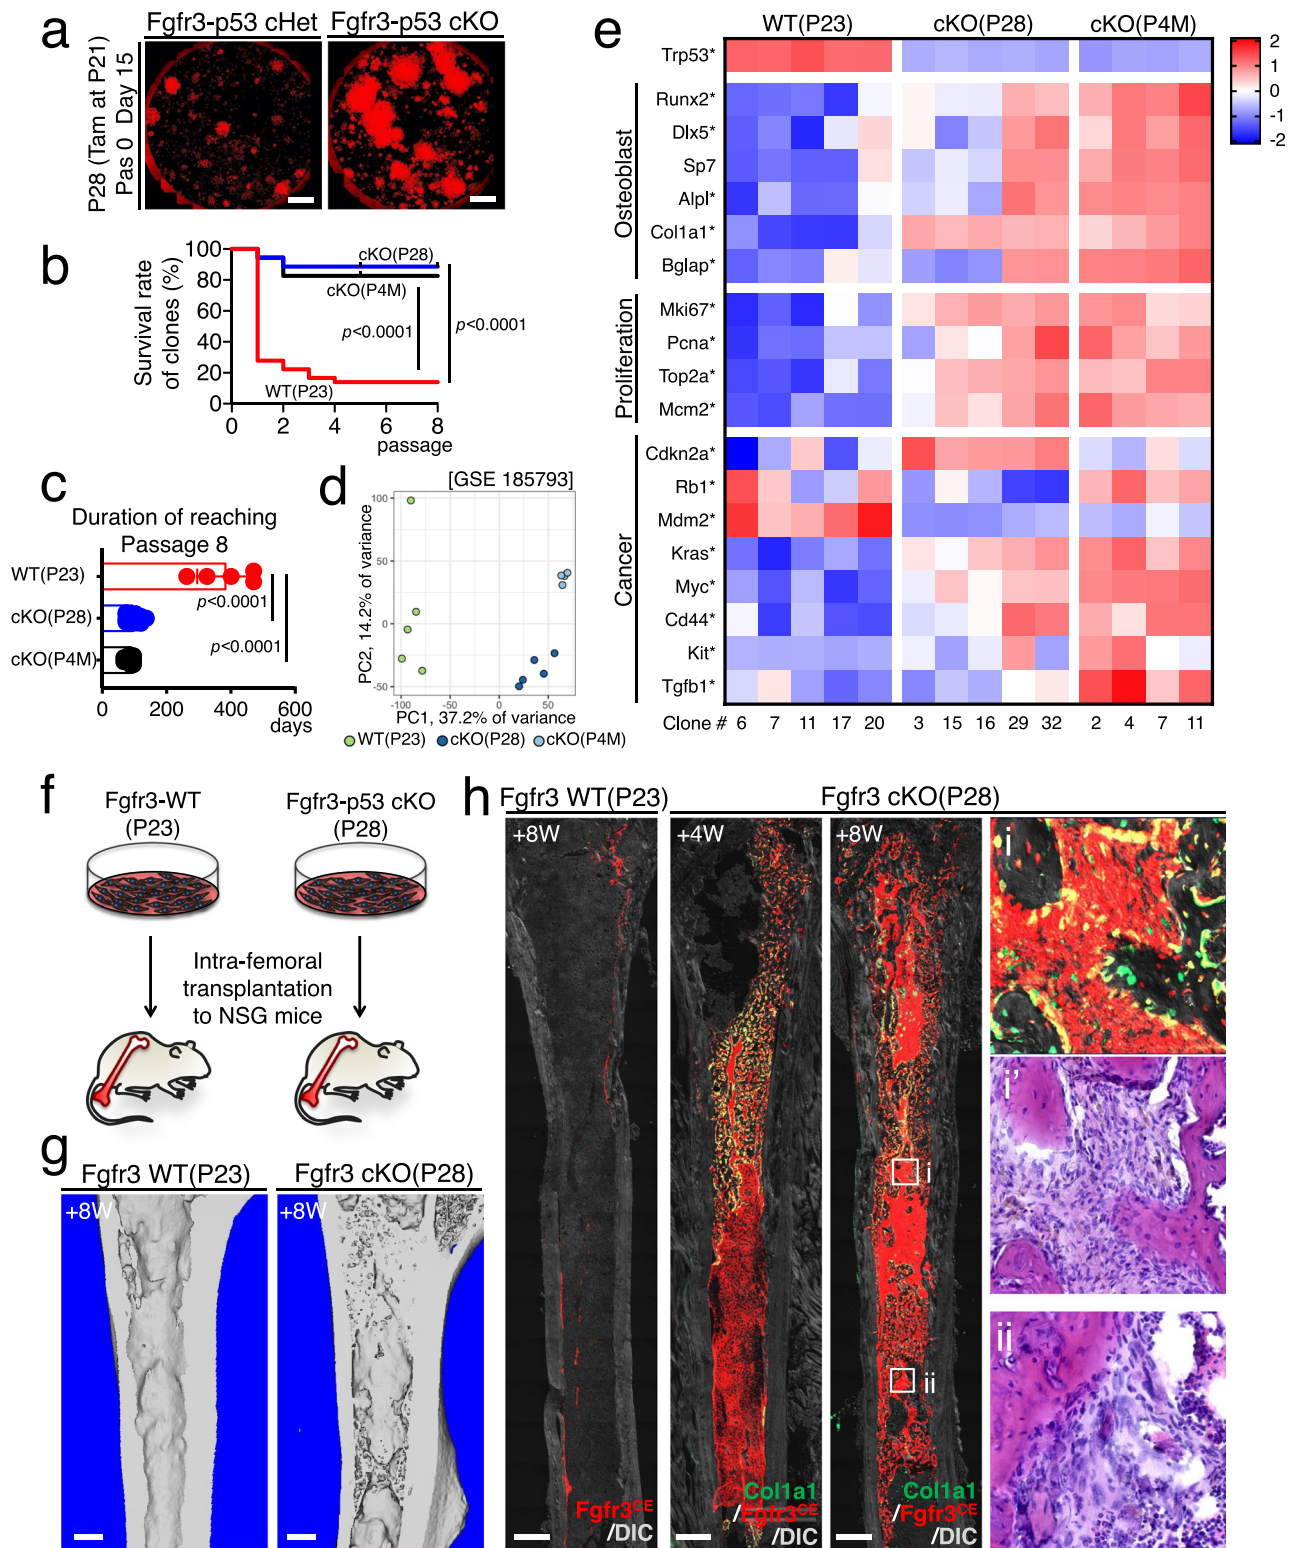 a
Fgfr3-p53 cHet
Fgfr3-p53 cKO
P28 (Tam at P21)
Pas 0 Day 15
b
Survival rate
of clones (%)
100
80
60
40
20
0
cKO(P28)
cKO(P4M)
p<0.0001
p<0.0001
WT(P23)
0 2 4 6 8
passage
c
Duration of reaching
Passage 8
WT(P23)
cKO(P28)
cKO(P4M)
p<0.0001
p<0.0001
0 200 400 600
days
d
[GSE 185793]
PC2, 14.2% of variance
100
50
0
-50
-100 -50 0 50
PC1, 37.2% of variance
WT(P23) cKO(P28) cKO(P4M)
e
WT(P23) cKO(P28) cKO(P4M)
Trp53*
Osteoblast
Runx2*
Dlx5*
Sp7
Alpl*
Col1a1*
Bglap*
Proliferation
Mki67*
Pcna*
Top2a*
Mcm2*
Cancer
Cdkn2a*
Rb1*
Mdm2*
Kras*
Myc*
Cd44*
Kit*
Tgfb1*
Clone # 6 7 11 17 20 3 15 16 29 32 2 4 7 11
2
1
0
-1
-2
f
Fgfr3-WT
(P23)
Fgfr3-p53 cKO
(P28)
Intra-femoral
transplantation
to NSG mice
g
Fgfr3 WT(P23)
Fgfr3 cKO(P28)
+8W
+8W
h
Fgfr3 WT(P23)
Fgfr3 cKO(P28)
+8W
+4W
+8W
i
ii
Fgfr3CE
/DIC
Col1a1
/Fgfr3CE
/DIC
Col1a1
/Fgfr3CE
/DIC
i
i'
ii